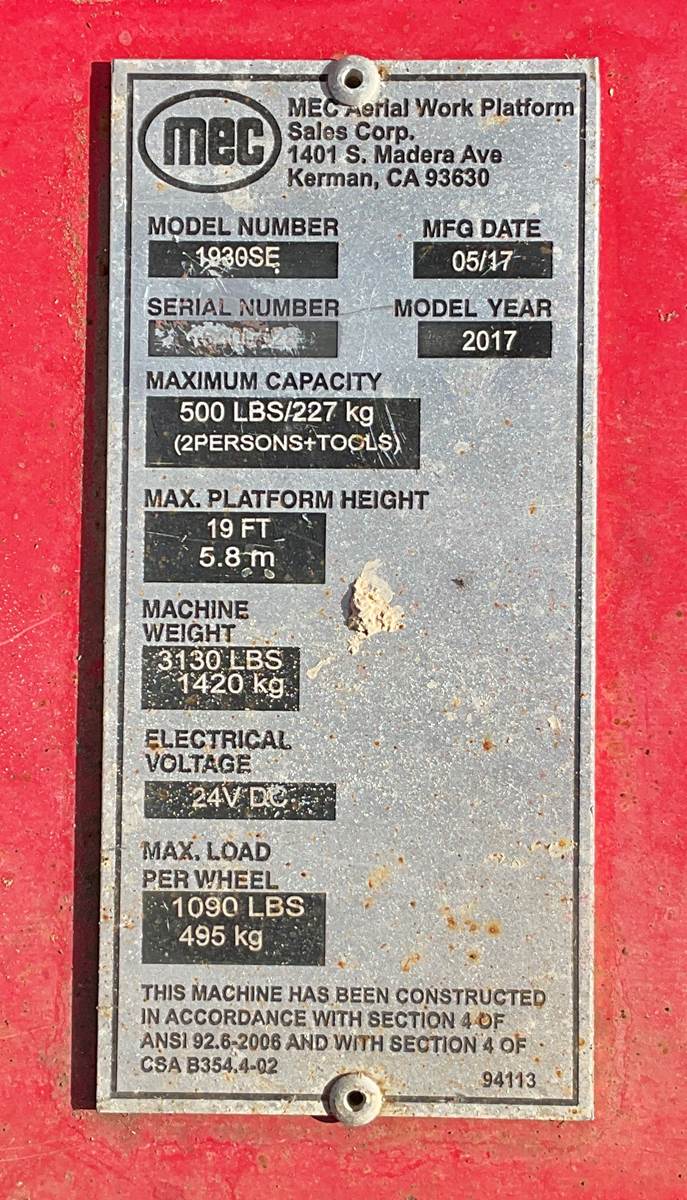 mec
MEC Aerial Work Platform
Sales Corp.
1401 S. Madera Ave
Kerman, CA 93630
MODEL NUMBER
1930SE
MFG DATE
05/17
SERIAL NUMBER
MODEL YEAR
2017
MAXIMUM CAPACITY
500 LBS/227 kg
(2PERSONS+TOOLS)
MAX. PLATFORM HEIGHT
19 FT
5.8 m
MACHINE
WEIGHT
3130 LBS
1420 kg
ELECTRICAL
VOLTAGE
24V DC
MAX. LOAD
PER WHEEL
1090 LBS
495 kg
THIS MACHINE HAS BEEN CONSTRUCTED
IN ACCORDANCE WITH SECTION 4 OF
ANSI 92.6-2006 AND WITH SECTION 4 OF
CSA B354.4-02
94113